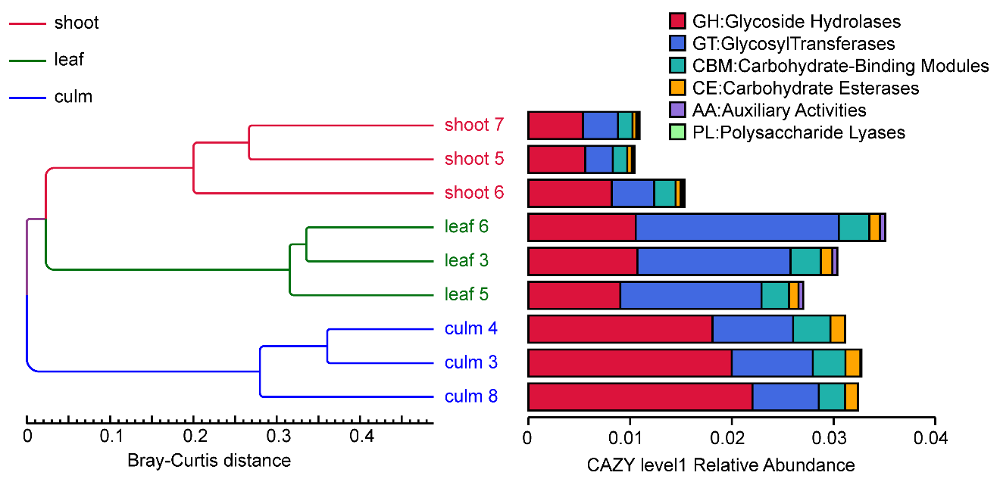 shoot
leaf
culm
GH:Glycoside Hydrolases
GT:GlycosylTransferases
CBM:Carbohydrate-Binding Modules
CE:Carbohydrate Esterases
AA:Auxiliary Activities
PL:Polysaccharide Lyases
shoot 7
shoot 5
shoot 6
leaf 6
leaf 3
leaf 5
culm 4
culm 3
culm 8
0 0.1 0.2 0.3 0.4
Bray-Curtis distance
0 0.01 0.02 0.03 0.04
CAZY level1 Relative Abundance